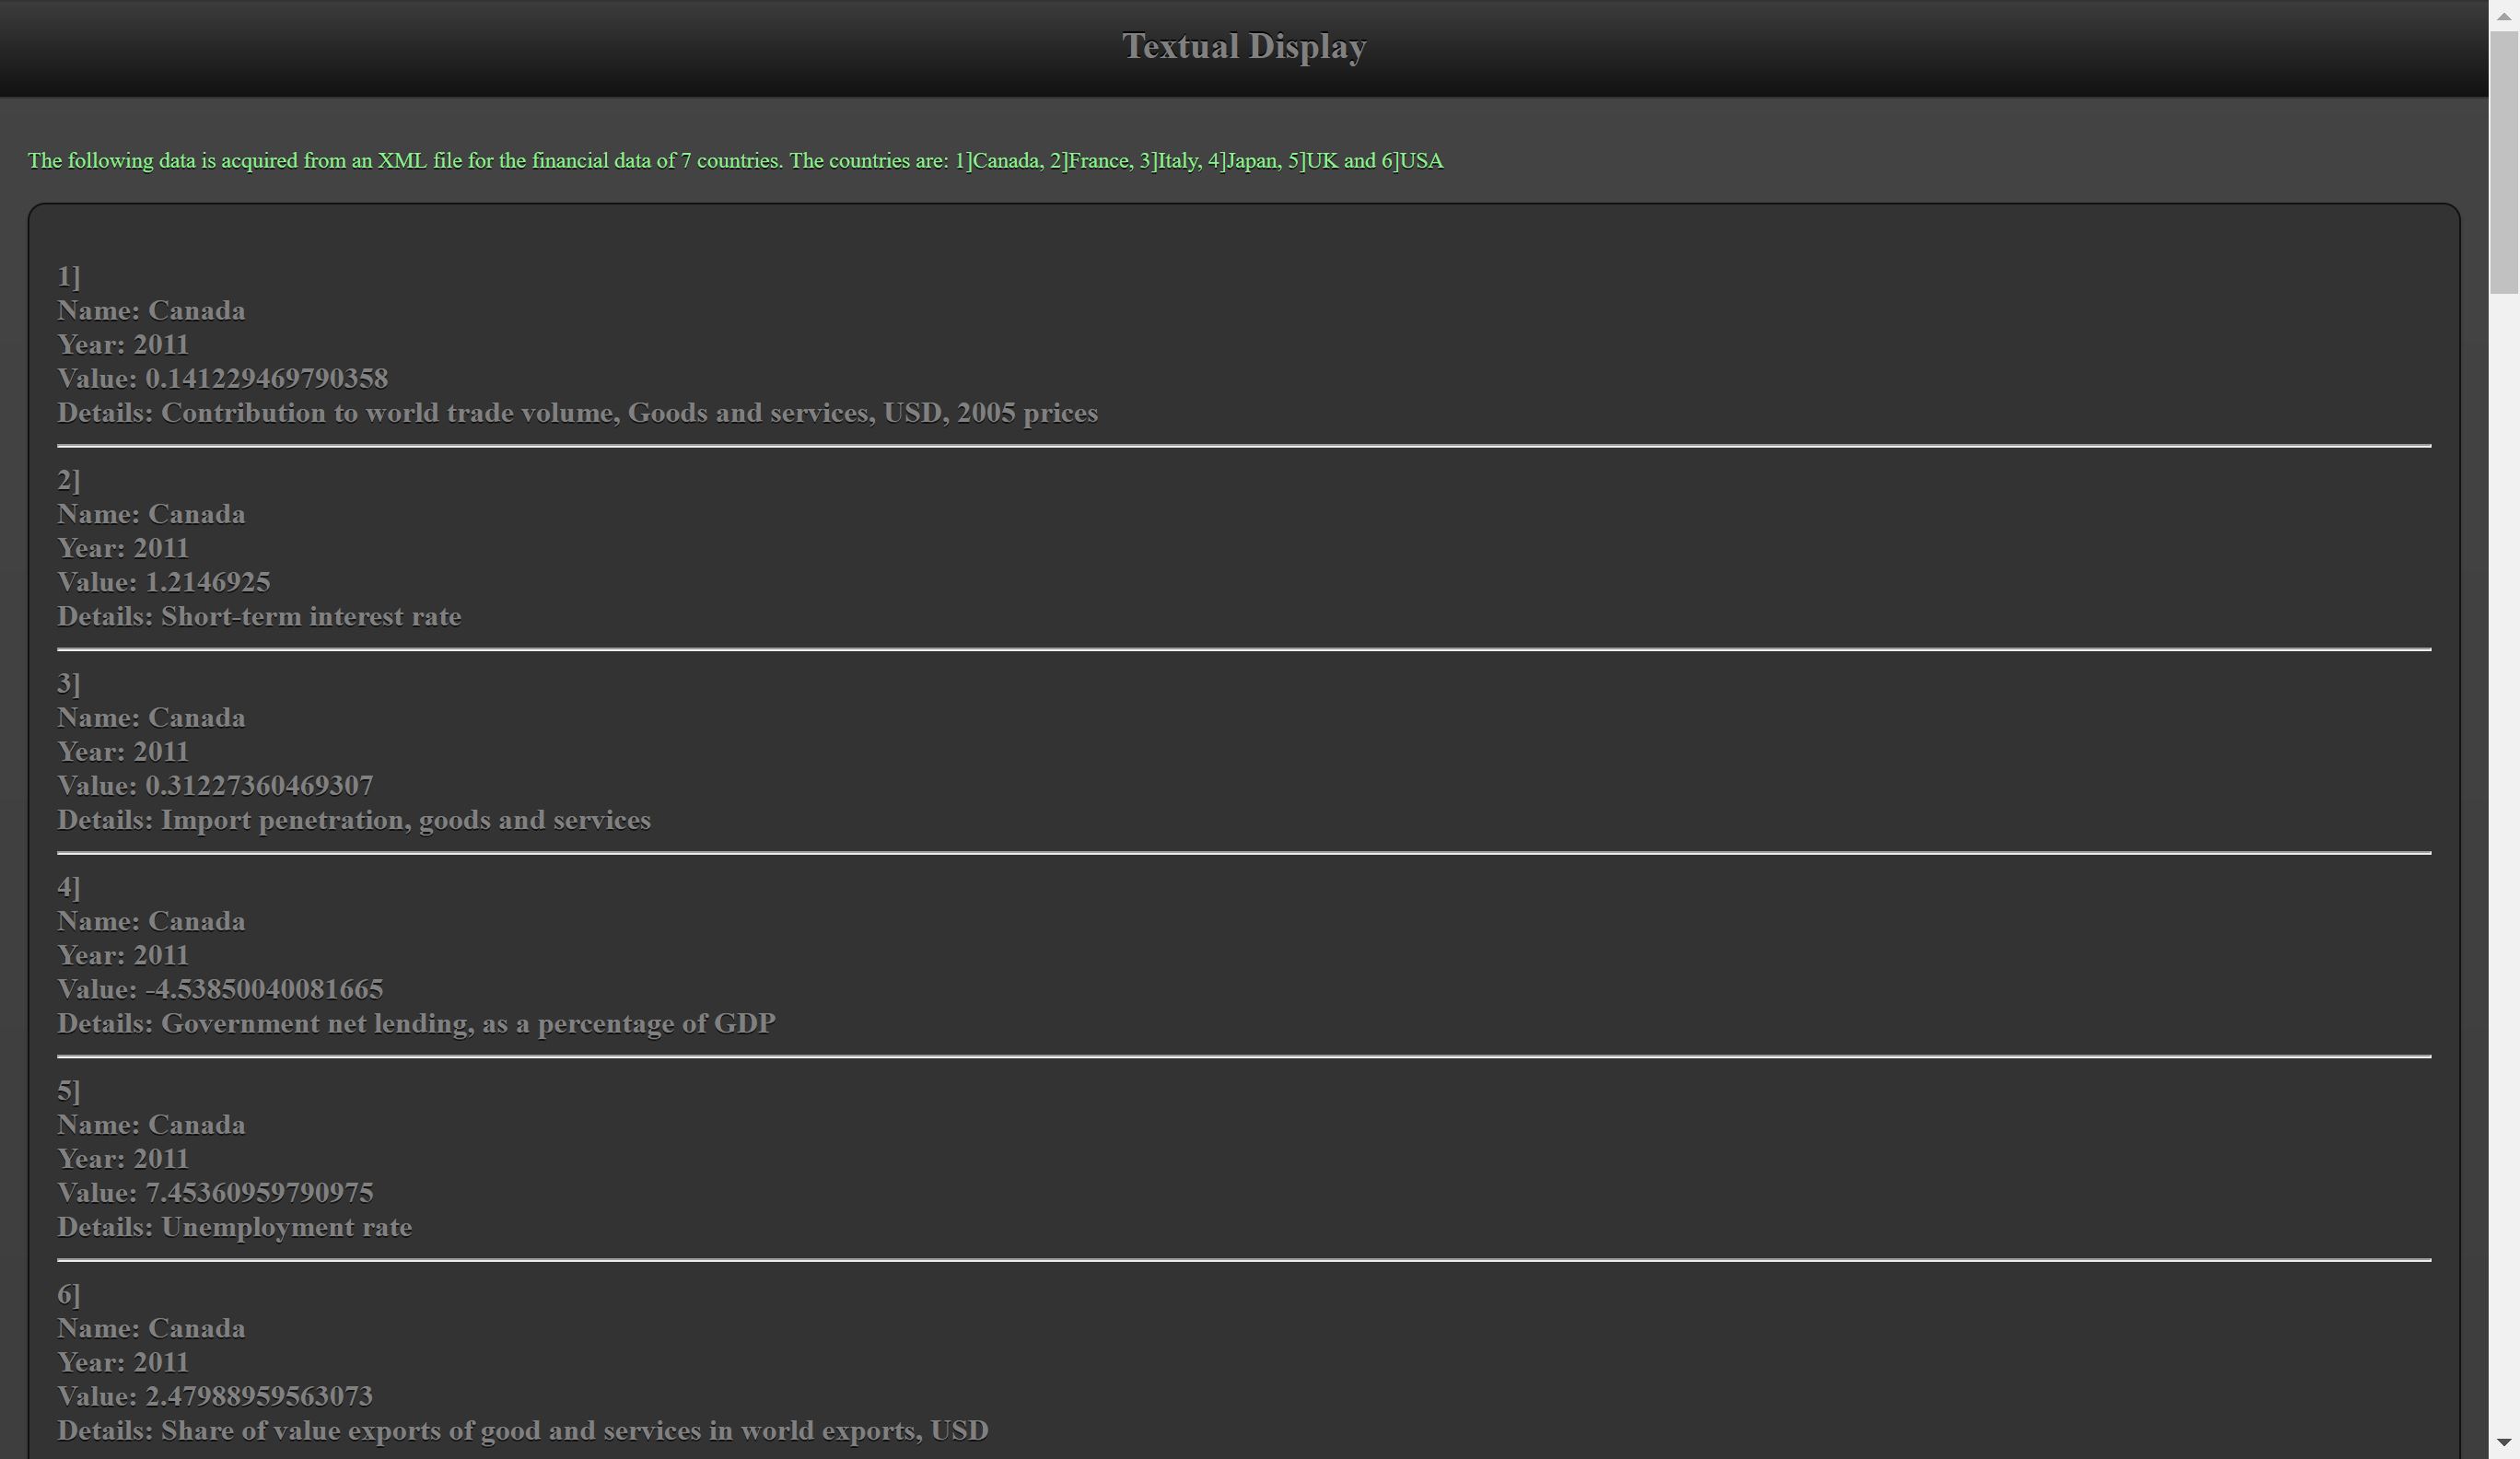 Textual Display
The following data is acquired from an XML file for the financial data of 7 countries. The countries are: 1]Canada, 2]France, 3]Italy, 4]Japan, 5]UK and 6]USA
1]
Name: Canada
Year: 2011
Value: 0.141229469790358
Details: Contribution to world trade volume, Goods and services, USD, 2005 prices
2]
Name: Canada
Year: 2011
Value: 1.2146925
Details: Short-term interest rate
3]
Name: Canada
Year: 2011
Value: 0.31227360469307
Details: Import penetration, goods and services
4]
Name: Canada
Year: 2011
Value: -4.53850040081665
Details: Government net lending, as a percentage of GDP
5]
Name: Canada
Year: 2011
Value: 7.45360959790975
Details: Unemployment rate
6]
Name: Canada
Year: 2011
Value: 2.47988959563073
Details: Share of value exports of good and services in world exports, USD